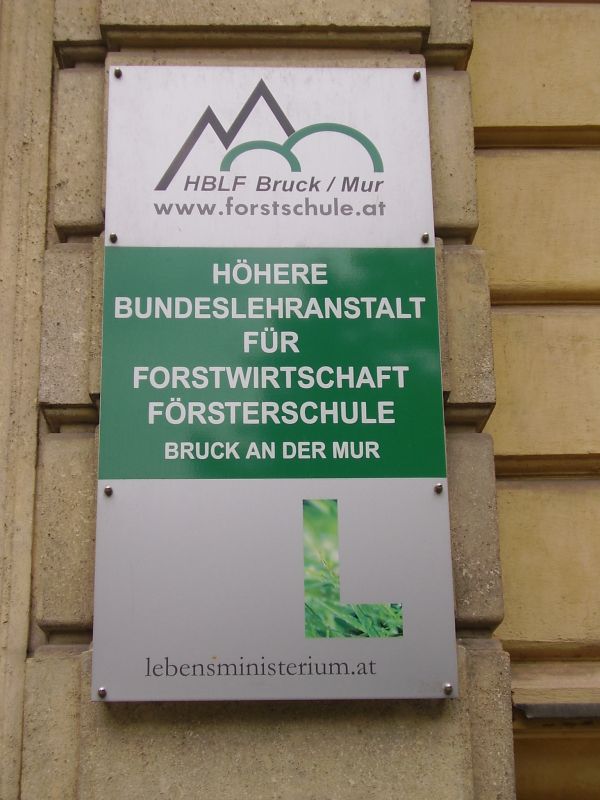 HBLF Bruck / Mur
www.forstschule.at
HÖHERE
BUNDESLEHRANSTALT
FÜR
FORSTWIRTSCHAFT
FÖRSTERSCHULE
BRUCK AN DER MUR
L
lebensministerium.at